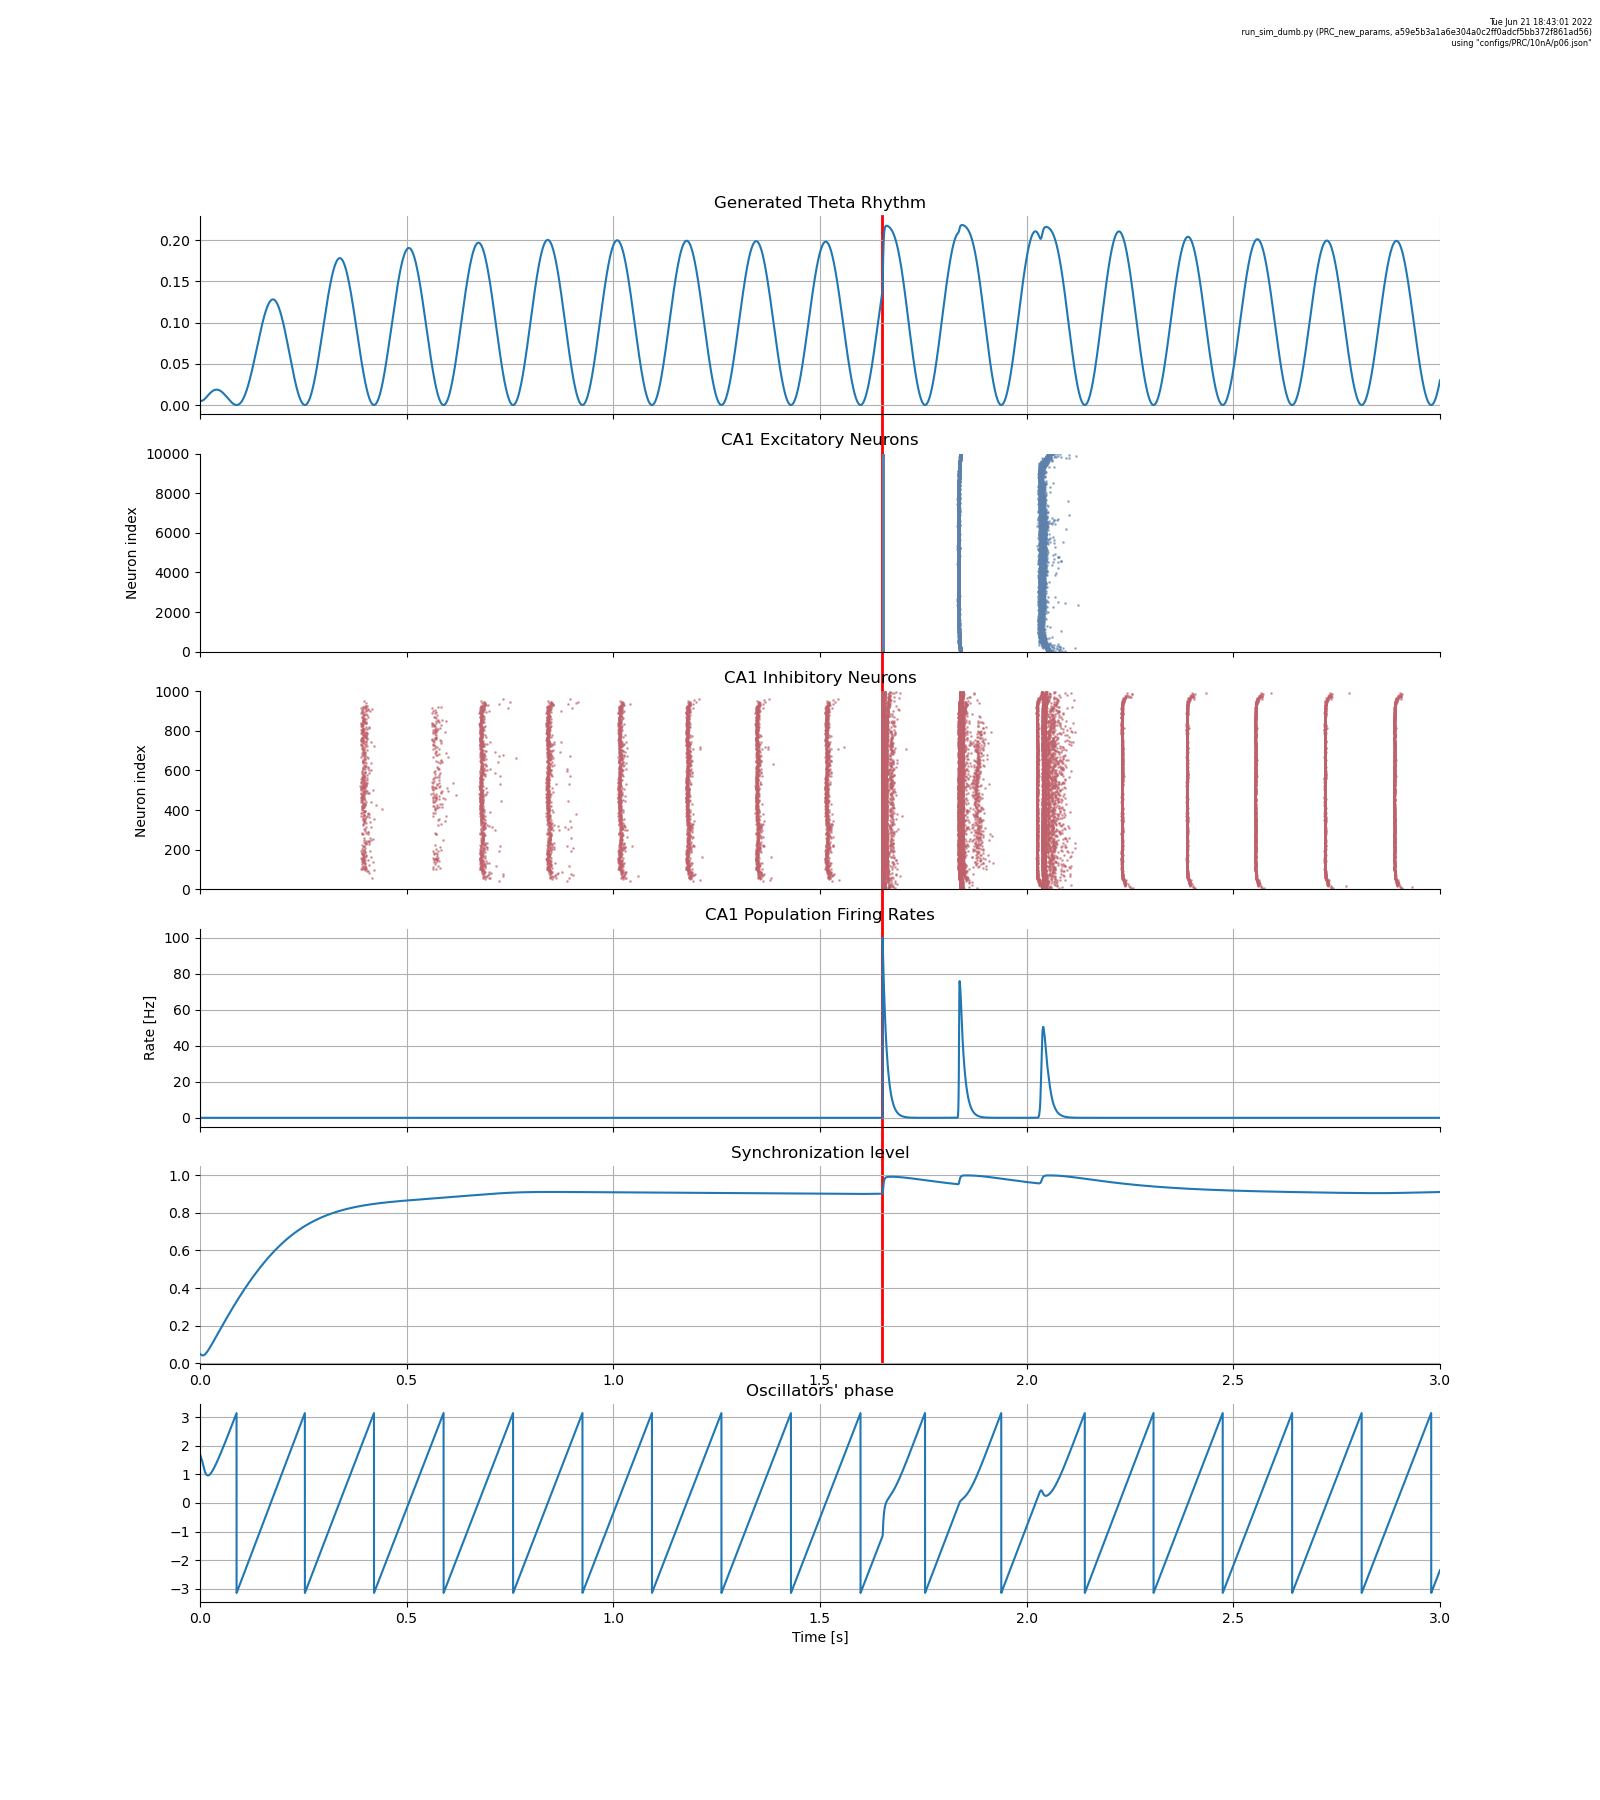 Tue Jun 21 18:43:01 2022
run_sim_dumb.py (PRC_new_params, a59e5b3a1a6e304a0c2ff0adcf5bb372f861ad56)
using "configs/PRC/10nA/p06.json"
Generated Theta Rhythm
0.20
0.15
0.10
0.05
0.00
CA1 Excitatory Neurons
Neuron index
10000
8000
6000
4000
2000
0
CA1 Inhibitory Neurons
Neuron index
1000
800
600
400
200
0
CA1 Population Firing Rates
Rate [Hz]
100
80
60
40
20
0
Synchronization level
1.0
0.8
0.6
0.4
0.2
0.0
0.0 0.5 1.0 1.5 2.0 2.5 3.0
Oscillators' phase
3
2
1
0
−1
−2
−3
0.0 0.5 1.0 1.5 2.0 2.5 3.0
Time [s]